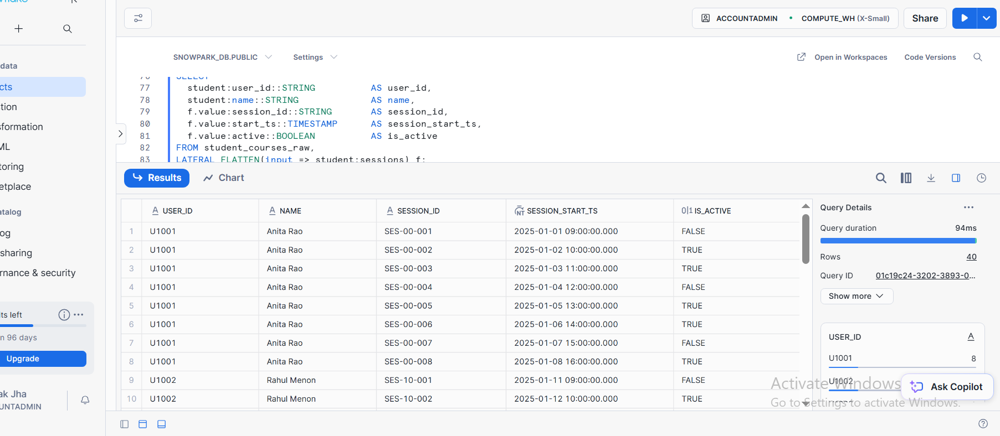 ACCOUNTADMIN • COMPUTE_WH (X-Small)
Share
data
cts
tion
sformation
ML
toring
etplace
atalog
og
sharing
rnance & security
its left
n 96 days
Upgrade
ak Jha
UNTADMIN
SNOWPARK_DB.PUBLIC
Settings
Open in Workspaces
Code Versions
76 SELECT
77 student:user_id::STRING AS user_id,
78 student:name::STRING AS name,
79 f.value:session_id::STRING AS session_id,
80 f.value:start_ts::TIMESTAMP AS session_start_ts,
81 f.value:active::BOOLEAN AS is_active
82 FROM student_courses_raw,
83 LATERAL FLATTEN(input => student:sessions) f;
Results
Chart
A USER_ID A NAME A SESSION_ID NT SESSION_START_TS 0|1 IS_ACTIVE
1 U1001 Anita Rao SES-00-001 2025-01-01 09:00:00.000 FALSE
2 U1001 Anita Rao SES-00-002 2025-01-02 10:00:00.000 TRUE
3 U1001 Anita Rao SES-00-003 2025-01-03 11:00:00.000 TRUE
4 U1001 Anita Rao SES-00-004 2025-01-04 12:00:00.000 FALSE
5 U1001 Anita Rao SES-00-005 2025-01-05 13:00:00.000 TRUE
6 U1001 Anita Rao SES-00-006 2025-01-06 14:00:00.000 TRUE
7 U1001 Anita Rao SES-00-007 2025-01-07 15:00:00.000 FALSE
8 U1001 Anita Rao SES-00-008 2025-01-08 16:00:00.000 TRUE
9 U1002 Rahul Menon SES-10-001 2025-01-11 09:00:00.000 FALSE
10 U1002 Rahul Menon SES-10-002 2025-01-12 10:00:00.000 TRUE
Query Details
Query duration 94ms
Rows 40
Query ID 01c19c24-3202-3893-0...
Show more
USER_ID A
U1001 8
U1002
Ask Copilot
Activate Windows
Go to Settings to activate Windows.